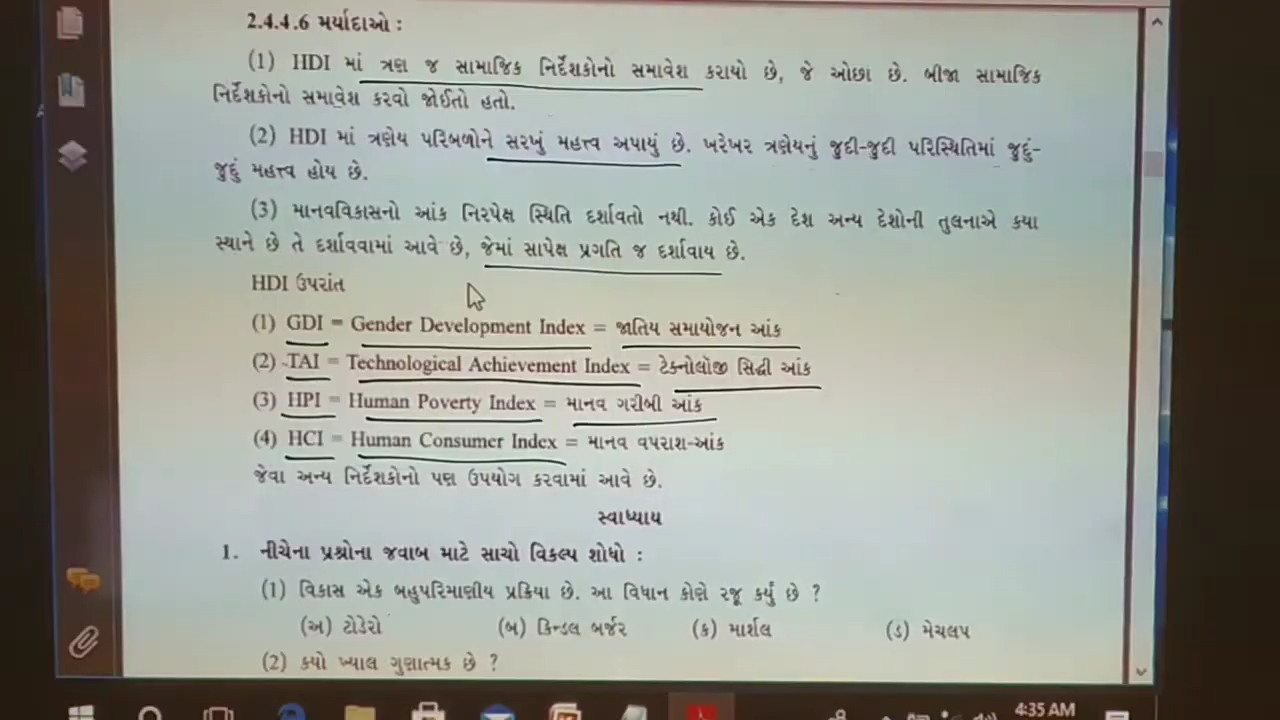 2.4.4.6 મર્યાદાઓ :
(1) HDI માં ત્રણ જ સામાજિક નિર્દેશકોનો સમાવેશ કરાયો છે, જે ઓછા છે. બીજા સામાજિક
નિર્દેશકોનો સમાવેશ કરવો જોઈતો હતો.
(2) HDI માં ત્રણેય પરિબળોને સરખું મહત્ત્વ અપાયું છે. ખરેખર ત્રણેયનું જુદી-જુદી પરિસ્થિતિમાં જુદું-
જુદું મહત્ત્વ હોય છે.
(3) માનવવિકાસનો આંક નિરપેક્ષ સ્થિતિ દર્શાવતો નથી. કોઈ એક દેશ અન્ય દેશોની તુલનાએ કયા
સ્થાને છે તે દર્શાવવામાં આવે છે, જેમાં સાપેક્ષ પ્રગતિ જ દર્શાવાય છે.
HDI ઉપરાંત
(1) GDI = Gender Development Index = જાતિય સમાયોજન આંક
(2) TAI = Technological Achievement Index = ટેક્નોલૉજી સિદ્ધી આંક
(3) HPI = Human Poverty Index = માનવ ગરીબી આંક
(4) HCI = Human Consumer Index = માનવ વપરાશ-આંક
જેવા અન્ય નિર્દેશકોનો પણ ઉપયોગ કરવામાં આવે છે.
સ્વાધ્યાય
1. નીચેના પ્રશ્નોના જવાબ માટે સાચો વિકલ્પ શોધો :
(1) વિકાસ એક બહુપરિમાણીય પ્રક્રિયા છે. આ વિધાન કોણે રજૂ કર્યું છે ?
(અ) ટોડેરો (બ) કિન્ડલ બર્જર (ક) માર્શલ (ડ) મેચલપ
(2) ક્યો ખ્યાલ ગુણાત્મક છે ?
4:35 AM